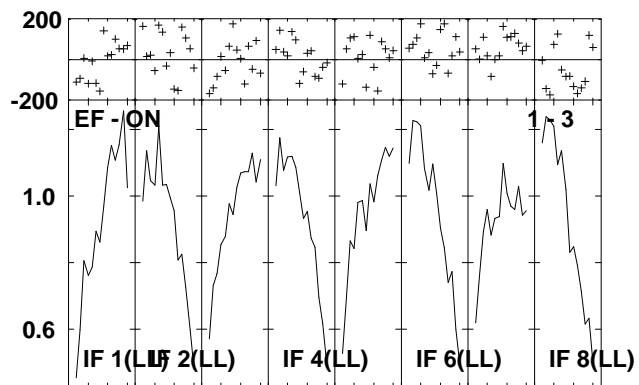 200
-200
EF - ON 1 - 3
1.0
0.6
IF 1(LL) IF 2(LL) IF 4(LL) IF 6(LL) IF 8(LL)